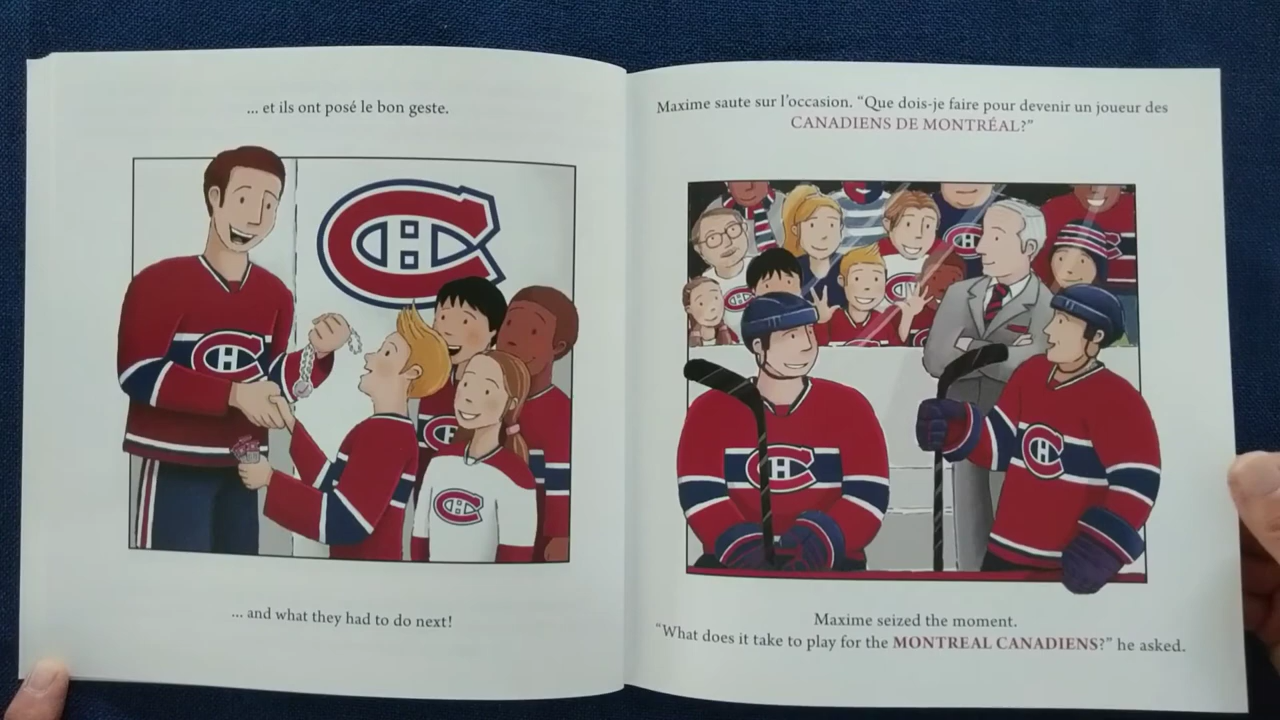 ... et ils ont posé le bon geste.
... and what they had to do next!
Maxime saute sur l'occasion. “Que dois-je faire pour devenir un joueur des
CANADIENS DE MONTRÉAL?”
Maxime seized the moment.
“What does it take to play for the MONTREAL CANADIENS?” he asked.